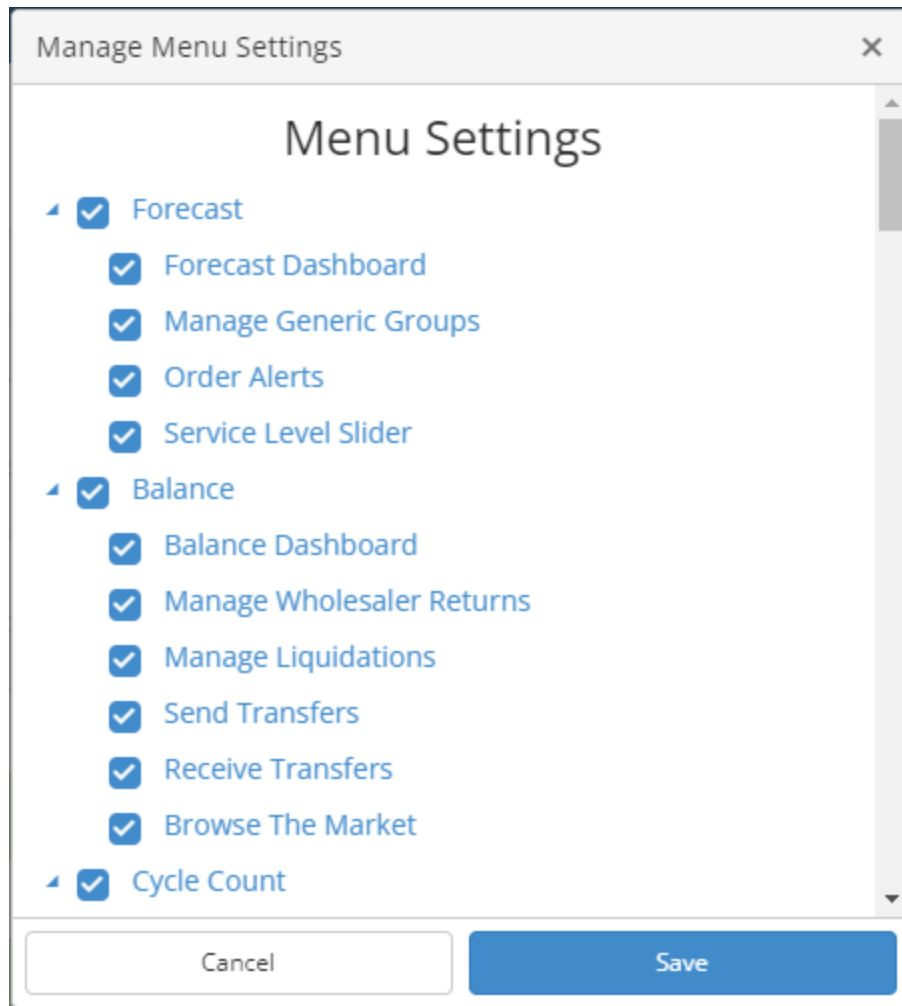 Manage Menu Settings
Menu Settings
Forecast
Forecast Dashboard
Manage Generic Groups
Order Alerts
Service Level Slider
Balance
Balance Dashboard
Manage Wholesaler Returns
Manage Liquidations
Send Transfers
Receive Transfers
Browse The Market
Cycle Count
Cancel Save